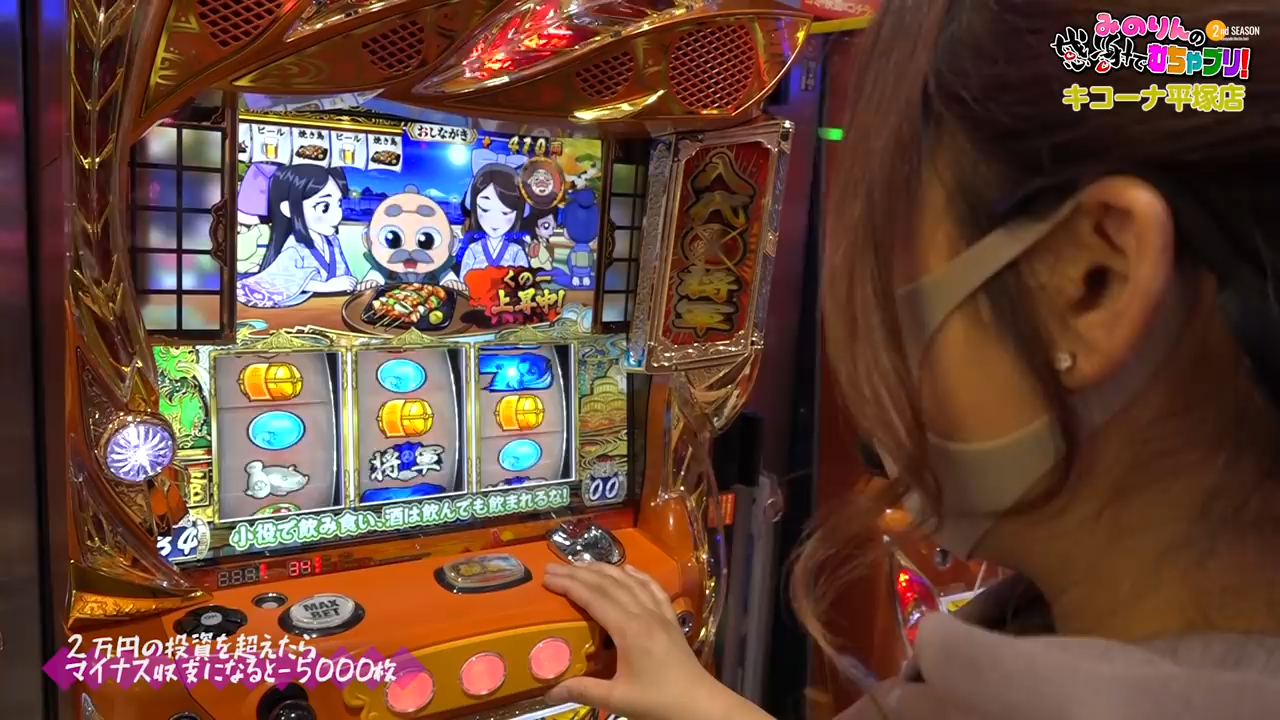 みのりんの
2nd SEASON
感謝でむちゃブリ!
キコーナ平塚店
ビール 焼き鳥 ビール 焼き鳥
おしながき
470
くの一
上昇中!
八代将軍
将軍
00
小役で飲み食い、酒は飲んでも飲まれるな!
34
MAX
BET
2万円の投資を超えたら
マイナス収支になると-5000枚